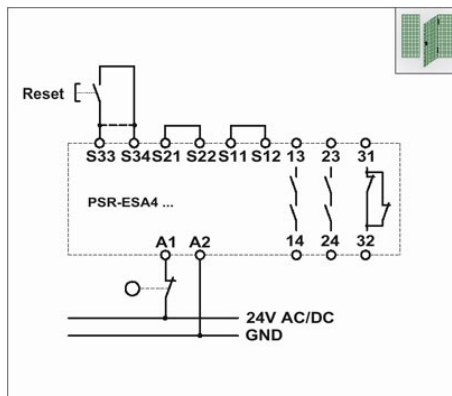 Reset
S33 S34 S21 S22 S11 S12 13 23 31
PSR-ESA4 ...
A1 A2 14 24 32
24V AC/DC
GND